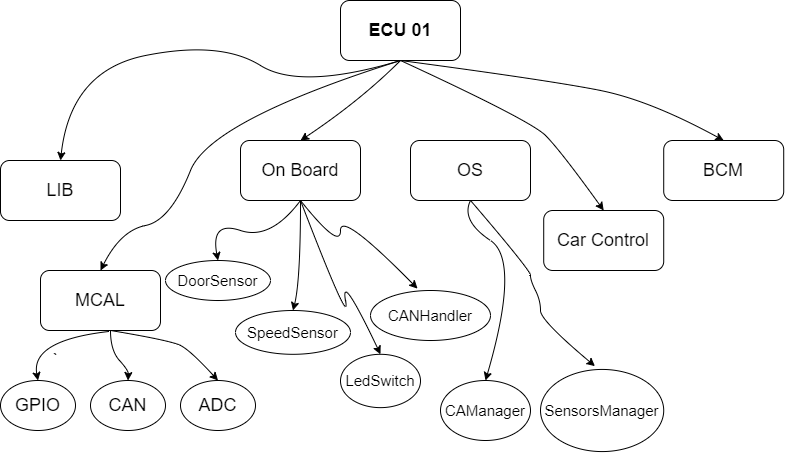 ECU 01
LIB
On Board
OS
BCM
Car Control
MCAL
DoorSensor
SpeedSensor
CANHandler
LedSwitch
GPIO
CAN
ADC
CAManager
SensorsManager